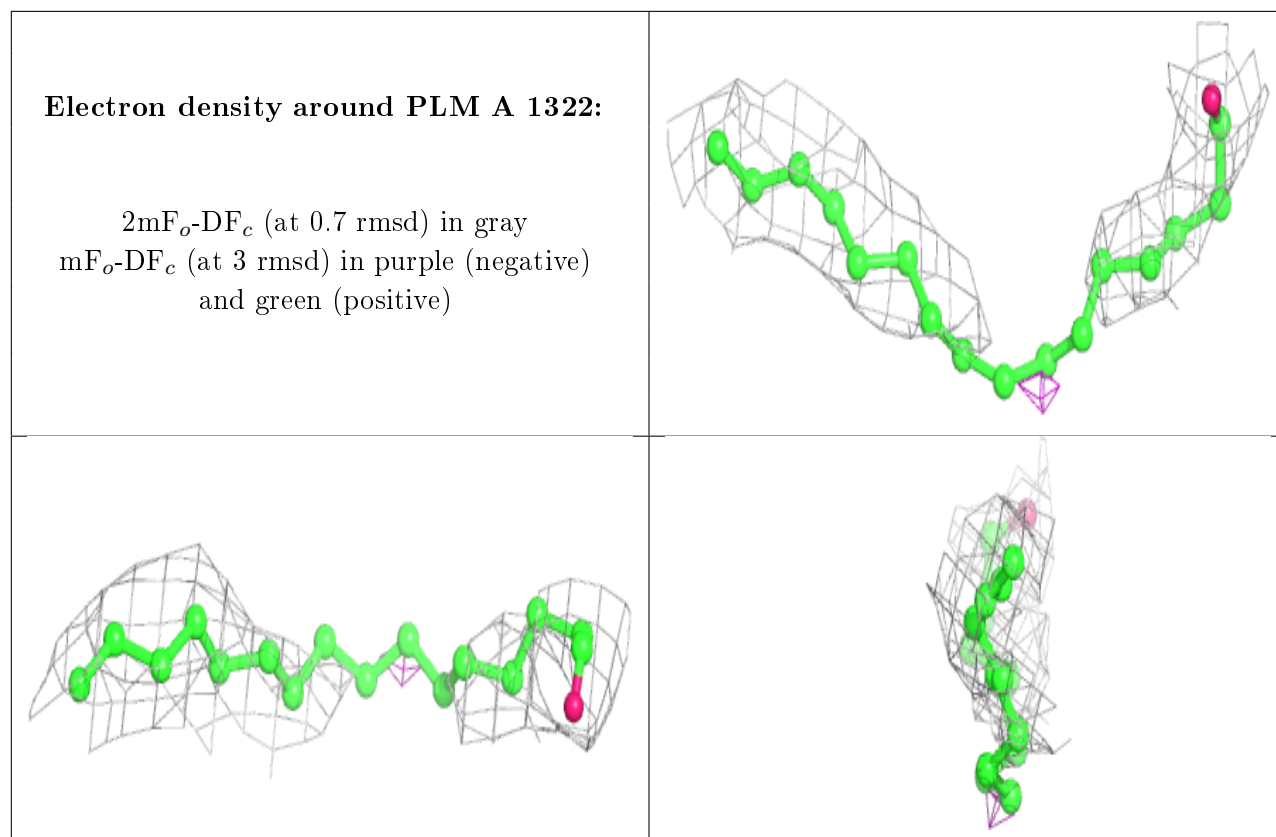 Electron density around PLM A 1322:
2mFo-DFc (at 0.7 rmsd) in gray
mFo-DFc (at 3 rmsd) in purple (negative)
and green (positive)